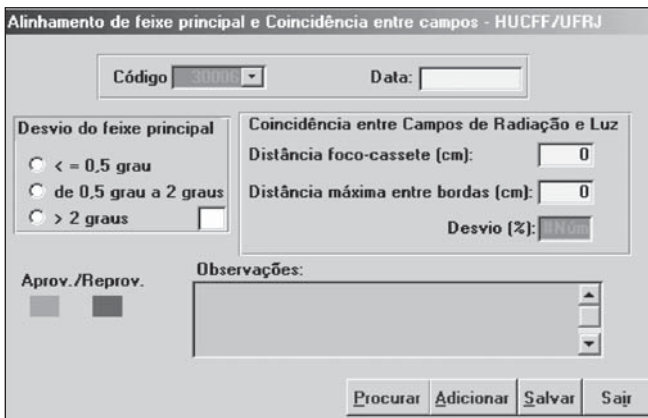 Alinhamento de feixe principal e Coincidência entre campos - HUCFF/UFRJ
Código 30006 Data:
Desvio do feixe principal
< = 0,5 grau
de 0,5 grau a 2 graus
> 2 graus
Coincidência entre Campos de Radiação e Luz
Distância foco-cassete (cm): 0
Distância máxima entre bordas (cm): 0
Desvio (%): #Núm
Aprov./Reprov.
Observações:
Procurar Adicionar Salvar Sair